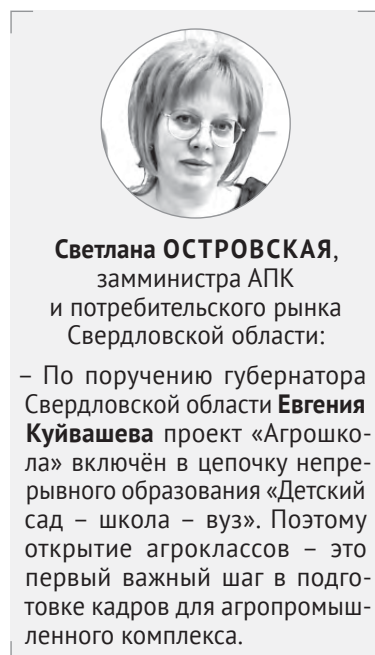 Светлана ОСТРОВСКАЯ,
замминистра АПК
и потребительского рынка
Свердловской области:
– По поручению губернатора
Свердловской области Евгения
Куйвашева проект «Агрошко-
ла» включён в цепочку непре-
рывного образования «Детский
сад – школа – вуз». Поэтому
открытие агроклассов – это
первый важный шаг в подго-
товке кадров для агропромыш-
ленного комплекса.